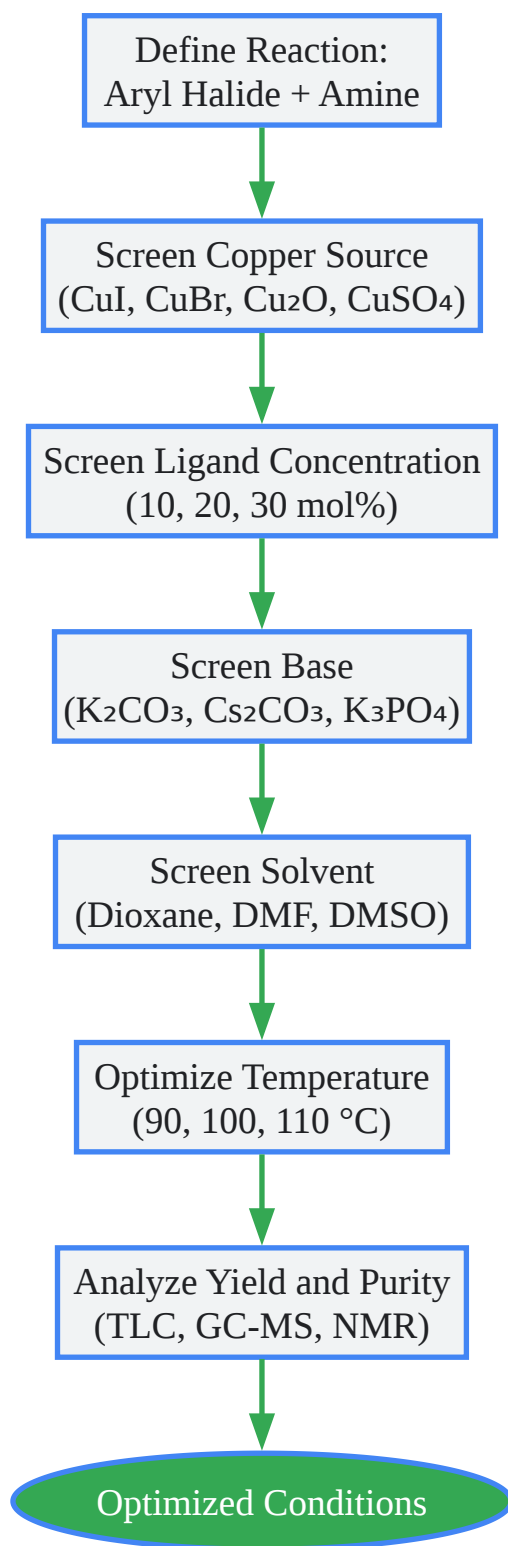 Define Reaction:
Aryl Halide + Amine
Screen Copper Source
(CuI, CuBr, Cu₂O, CuSO₄)
Screen Ligand Concentration
(10, 20, 30 mol%)
Screen Base
(K₂CO₃, Cs₂CO₃, K₃PO₄)
Screen Solvent
(Dioxane, DMF, DMSO)
Optimize Temperature
(90, 100, 110 °C)
Analyze Yield and Purity
(TLC, GC-MS, NMR)
Optimized Conditions